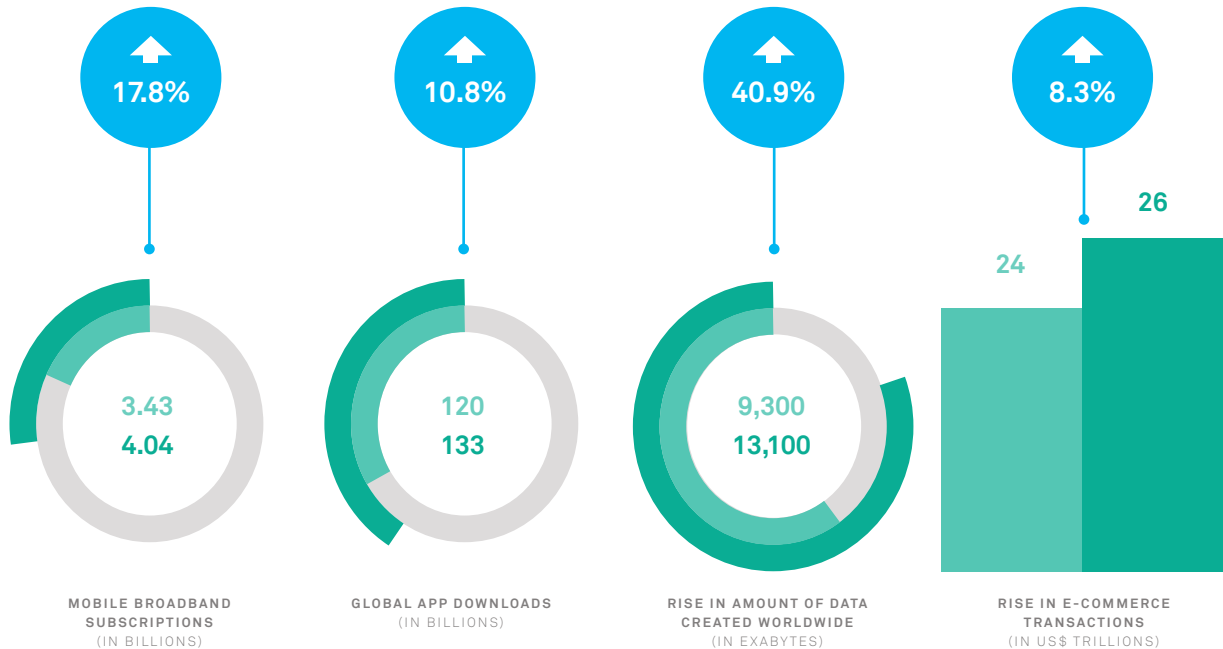 17.8%
10.8%
40.9%
8.3%
26
24
3.43
4.04
120
133
9,300
13,100
MOBILE BROADBAND
SUBSCRIPTIONS
(IN BILLIONS)
GLOBAL APP DOWNLOADS
(IN BILLIONS)
RISE IN AMOUNT OF DATA
CREATED WORLDWIDE
(IN EXABYTES)
RISE IN E-COMMERCE
TRANSACTIONS
(IN US$ TRILLIONS)